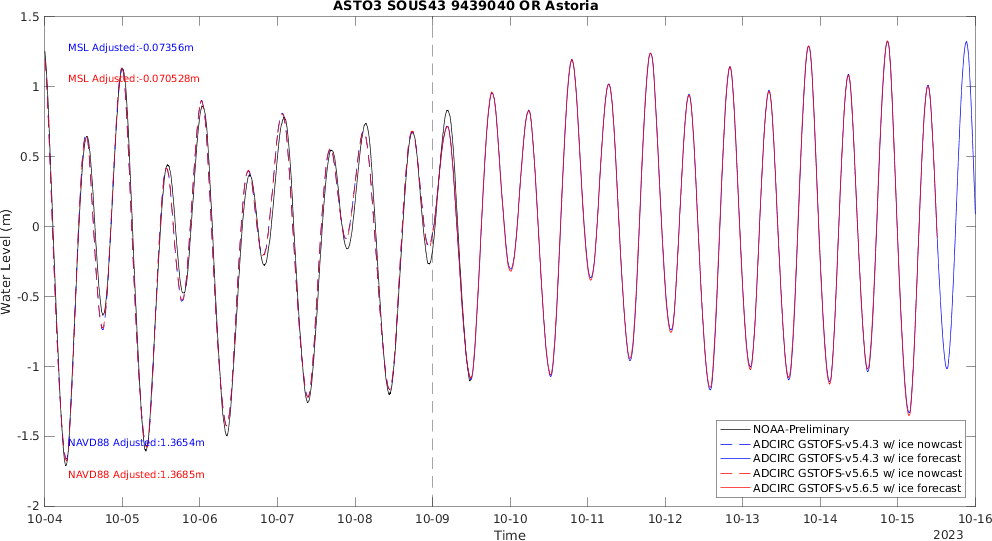 ASTO3 SOUS43 9439040 OR Astoria
1.5
1
0.5
0
-0.5
-1
-1.5
-2
Water Level (m)
MSL Adjusted:-0.07356m
MSL Adjusted:-0.070528m
NAVD88 Adjusted:1.3654m
NAVD88 Adjusted:1.3685m
NOAA-Preliminary
ADCIRC GSTOFS-v5.4.3 w/ ice nowcast
ADCIRC GSTOFS-v5.4.3 w/ ice forecast
ADCIRC GSTOFS-v5.6.5 w/ ice nowcast
ADCIRC GSTOFS-v5.6.5 w/ ice forecast
10-04 10-05 10-06 10-07 10-08 10-09 10-10 10-11 10-12 10-13 10-14 10-15 10-16
Time
2023